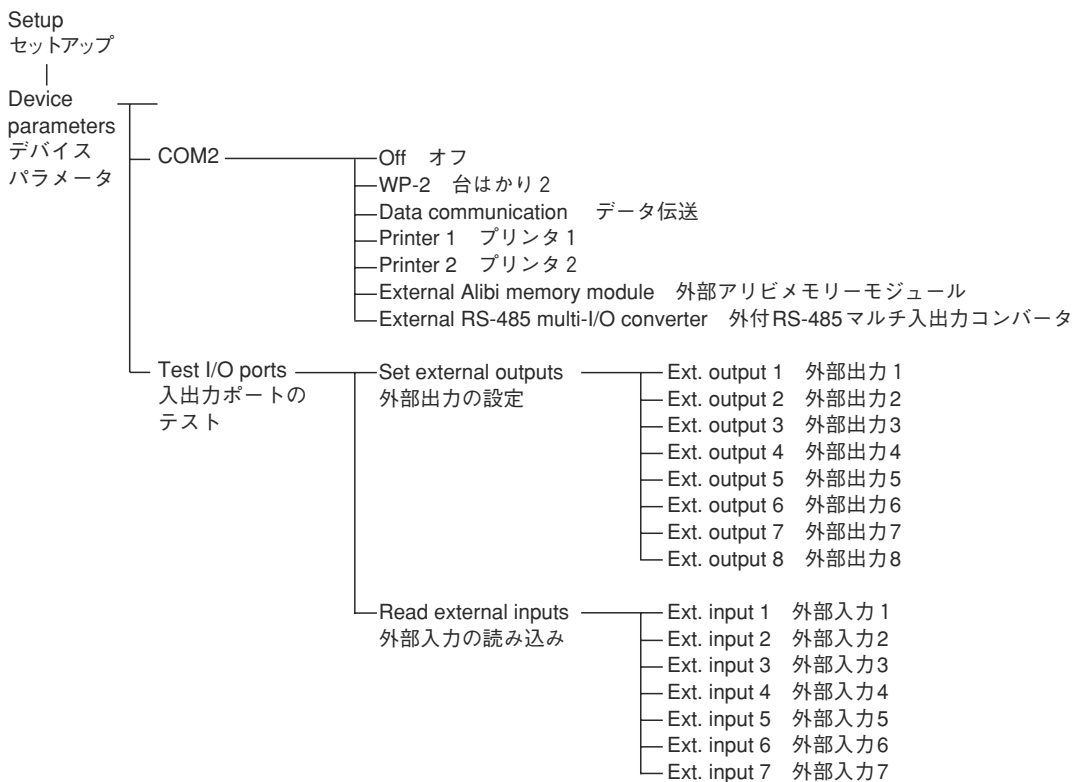 Setup
セットアップ
Device
parameters
デバイス
パラメータ
COM2
Off オフ
WP-2 台はかり2
Data communication データ伝送
Printer 1 プリンタ1
Printer 2 プリンタ2
External Alibi memory module 外部アリビメモリーモジュール
External RS-485 multi-I/O converter 外付RS-485マルチ入出力コンバータ
Test I/O ports
入出力ポートの
テスト
Set external outputs
外部出力の設定
Ext. output 1 外部出力1
Ext. output 2 外部出力2
Ext. output 3 外部出力3
Ext. output 4 外部出力4
Ext. output 5 外部出力5
Ext. output 6 外部出力6
Ext. output 7 外部出力7
Ext. output 8 外部出力8
Read external inputs
外部入力の読み込み
Ext. input 1 外部入力1
Ext. input 2 外部入力2
Ext. input 3 外部入力3
Ext. input 4 外部入力4
Ext. input 5 外部入力5
Ext. input 6 外部入力6
Ext. input 7 外部入力7